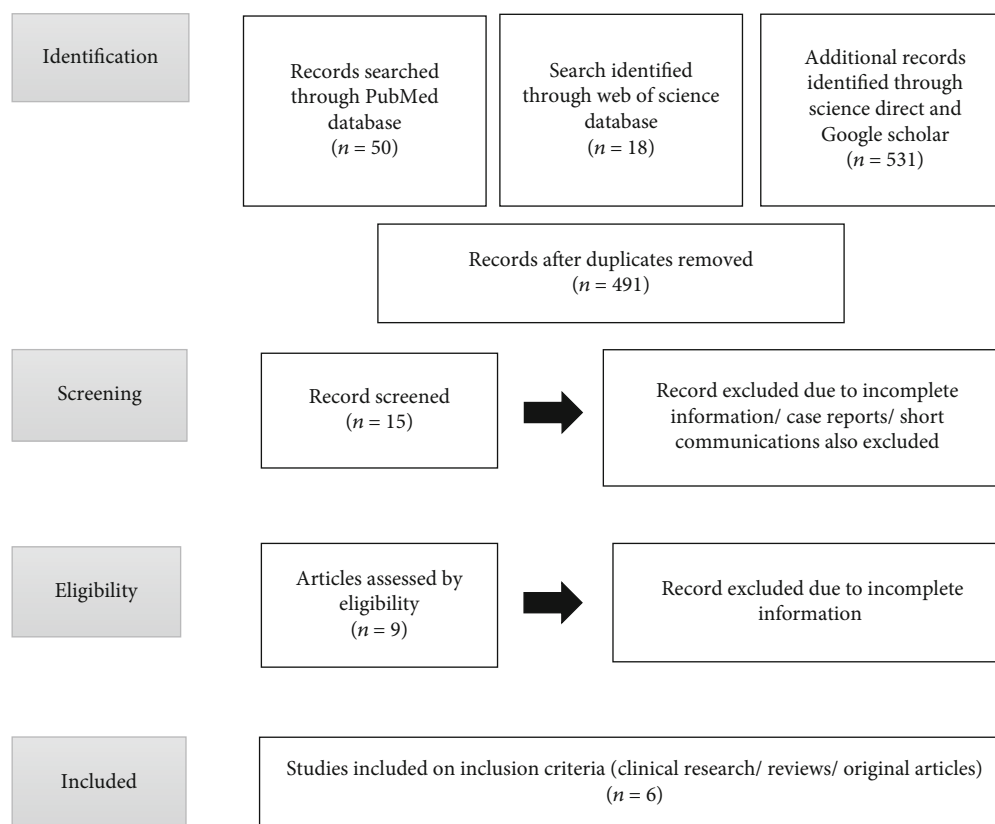 Identification
Records searched
through PubMed
database
(n = 50)
Search identified
through web of science
database
(n = 18)
Additional records
identified through
science direct and
Google scholar
(n = 531)
Records after duplicates removed
(n = 491)
Screening
Record screened
(n = 15)
Record excluded due to incomplete
information/ case reports/ short
communications also excluded
Eligibility
Articles assessed by
eligibility
(n = 9)
Record excluded due to incomplete
information
Included
Studies included on inclusion criteria (clinical research/ reviews/ original articles)
(n = 6)